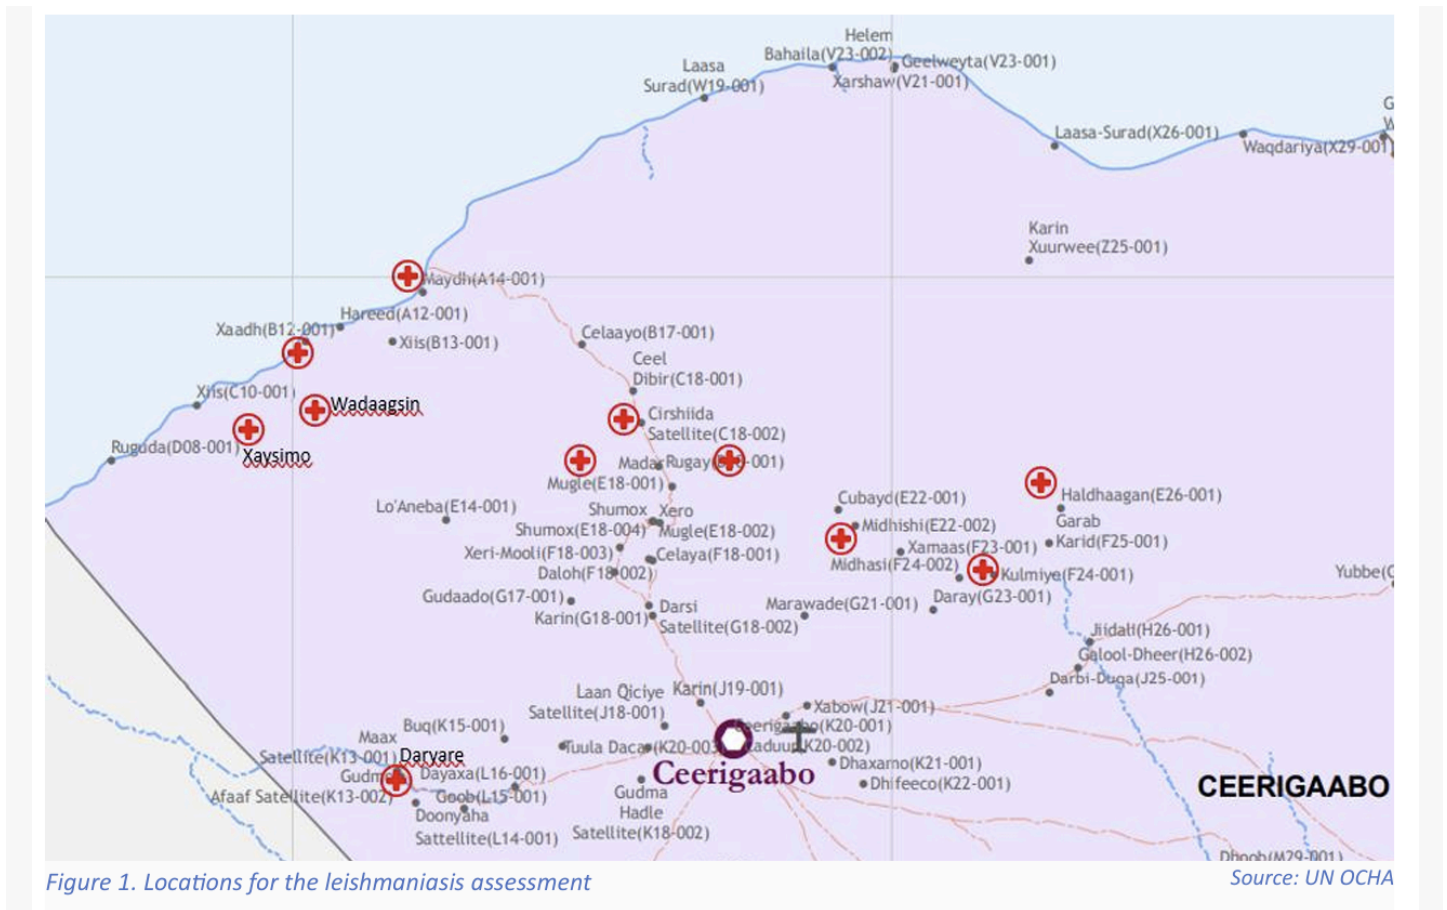 Helem
Bahaila(V23-002)
Geelweyta(V23-001)
Xarshaw(V21-001)
Laasa
Surad(W19-001)
Laasa-Surad(X26-001)
Waqdariya(X29-001)
G
W
Karin
Xuurwee(Z25-001)
Maydh(A14-001)
Hareed(A12-001)
Xaadh(B12-001)
Xiis(B13-001)
Celaayo(B17-001)
Ceel
Dibir(C18-001)
Xiis(C10-001)
Wadaagsin
Cirshiida
Satellite(C18-002)
Ruguda(D08-001)
Xaysimo
Madar
Rugay
-001)
Mugle(E18-001)
Haldhaagan(E26-001)
Cubayd(E22-001)
Lo'Aneba(E14-001)
Shumox
Xero
Garab
Midhishi(E22-002)
Shumox(E18-004)
Mugle(E18-002)
Karid(F25-001)
Xamaas(F23-001)
Xeri-Mooli(F18-003)
Celaya(F18-001)
Midhasi(F24-002)
Daloh(F18-002)
Kulmiye(F24-001)
Yubbe(
Gudaado(G17-001)
Daray(G23-001)
Marawade(G21-001)
Darsi
Karin(G18-001)
Satellite(G18-002)
Jiidali(H26-001)
Galool-Dheer(H26-002)
Darbi-Duqa(J25-001)
Laan Qiciye
Karin(J19-001)
Satellite(J18-001)
Xabow(J21-001)
Buq(K15-001)
Ceerigaabo(K20-001)
Maax
Tuula Daca
(K20-003)
Caduur(K20-002)
Satellite(K13-001)
Daryare
Dhaxarno(K21-001)
Ceerigaabo
Dayaxa(L16-001)
Dhifeeco(K22-001)
CEERIGAABO
Afaaf Satellite(K13-002)
Goob(L15-001)
Gudma
Hadle
Satellite(K18-002)
Doonyaha
Sattellite(L14-001)
Dhoob(M29-001)
Figure 1. Locations for the leishmaniasis assessment
Source: UN OCHA